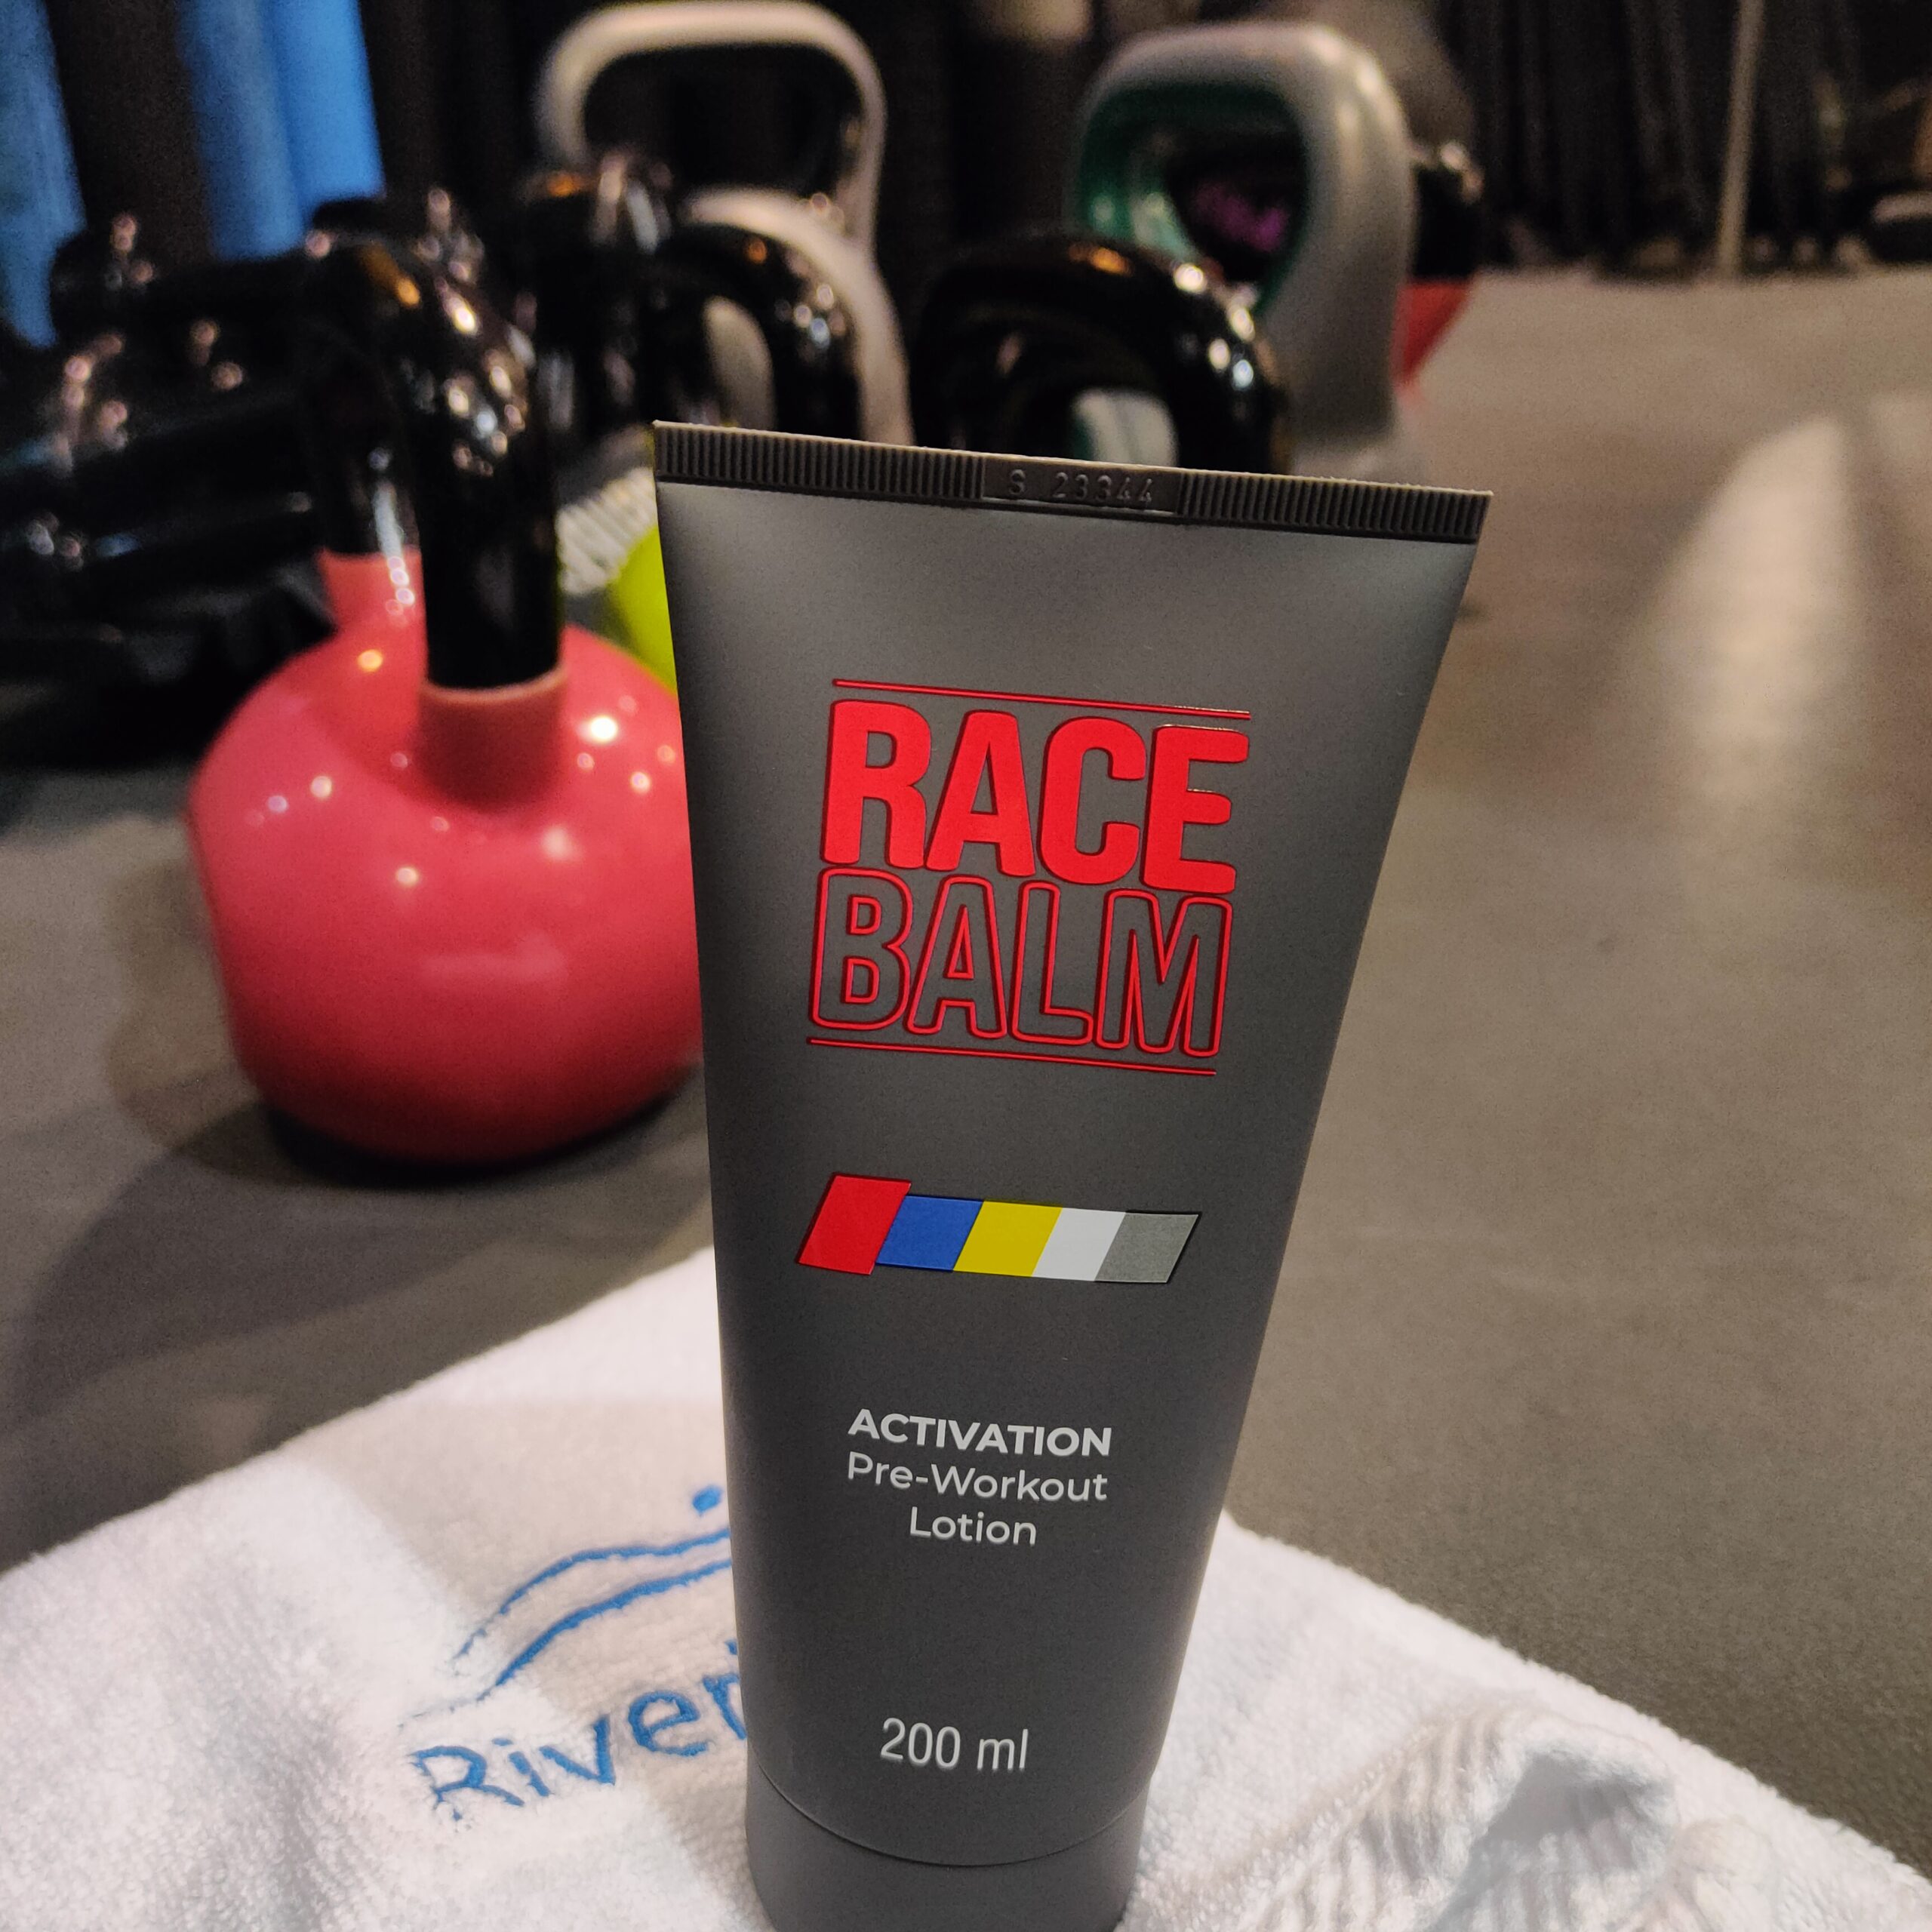 S 23344
RACE
BALM
ACTIVATION
Pre-Workout
Lotion
River
200 ml